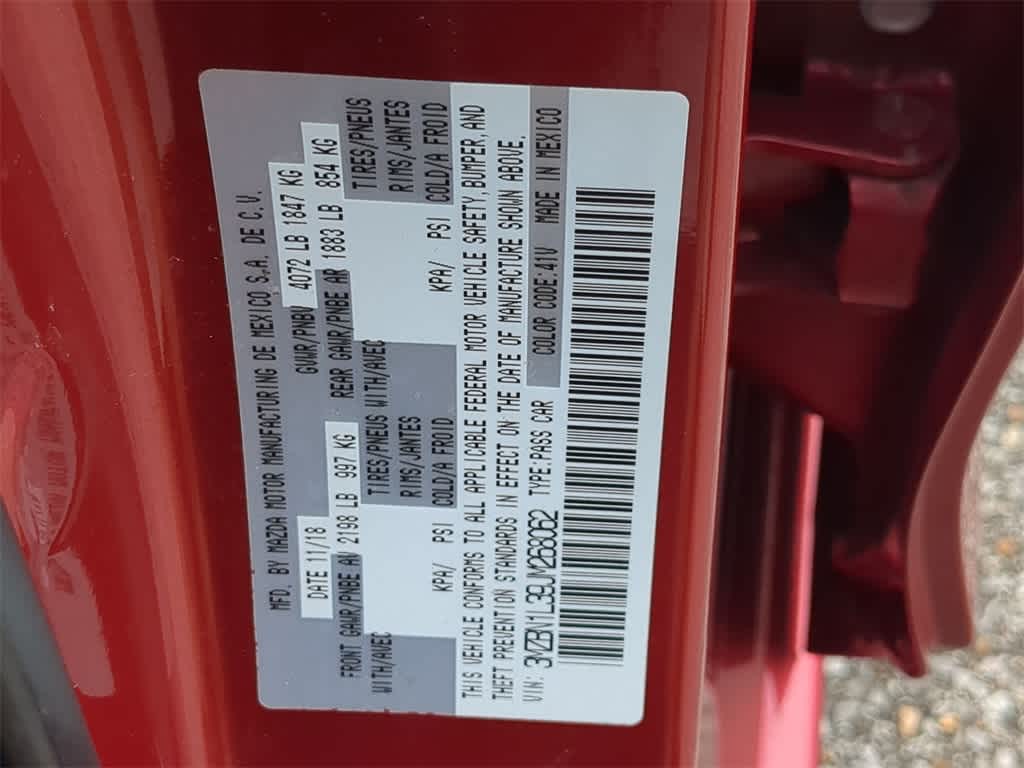 MFD. BY MAZDA MOTOR MANUFACTURING DE MEXICO S.A. DE C.V.
DATE 11/18 GWVR/PNBV 4072 LB 1847 KG
FRONT GAWR/PNBE AV 2198 LB 997 KG REAR GAWR/PNBE AR 1883 LB 854 KG
WITH/AVEC TIRES/PNEUS WITH/AVEC TIRES/PNEUS
RIMS/JANTES RIMS/JANTES
KPA/ PSI COLD/A FROID KPA/ PSI COLD/A FROID
THIS VEHICLE CONFORMS TO ALL APPLICABLE FEDERAL MOTOR VEHICLE SAFETY, BUMPER, AND
THEFT PREVENTION STANDARDS IN EFFECT ON THE DATE OF MANUFACTURE SHOWN ABOVE.
VIN: 3MZBN1L39JM268062 TYPE:PASS CAR COLOR CODE:41V MADE IN MEXICO